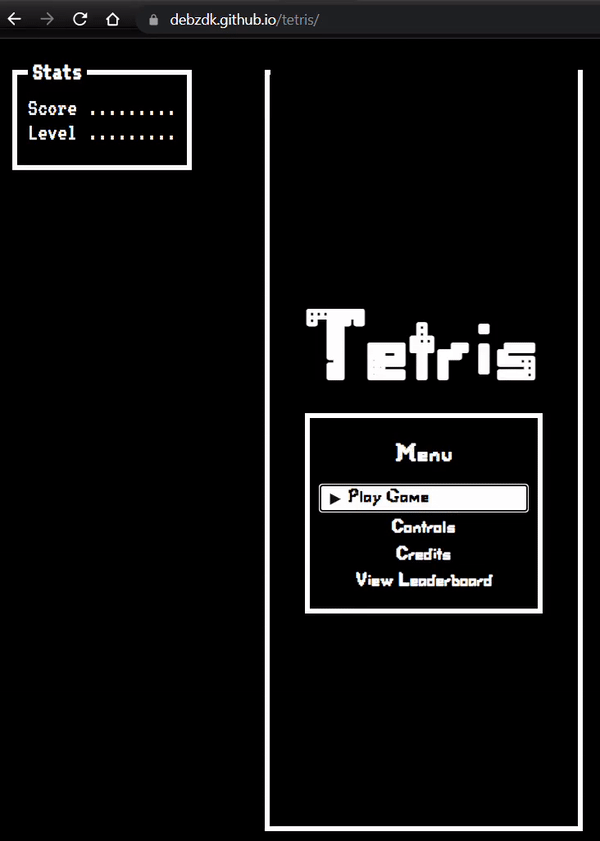 debzdk.github.io/tetris/
Stats
Score .........
Level .........
Tetris
Menu
▶ Play Game
Controls
Credits
View Leaderboard